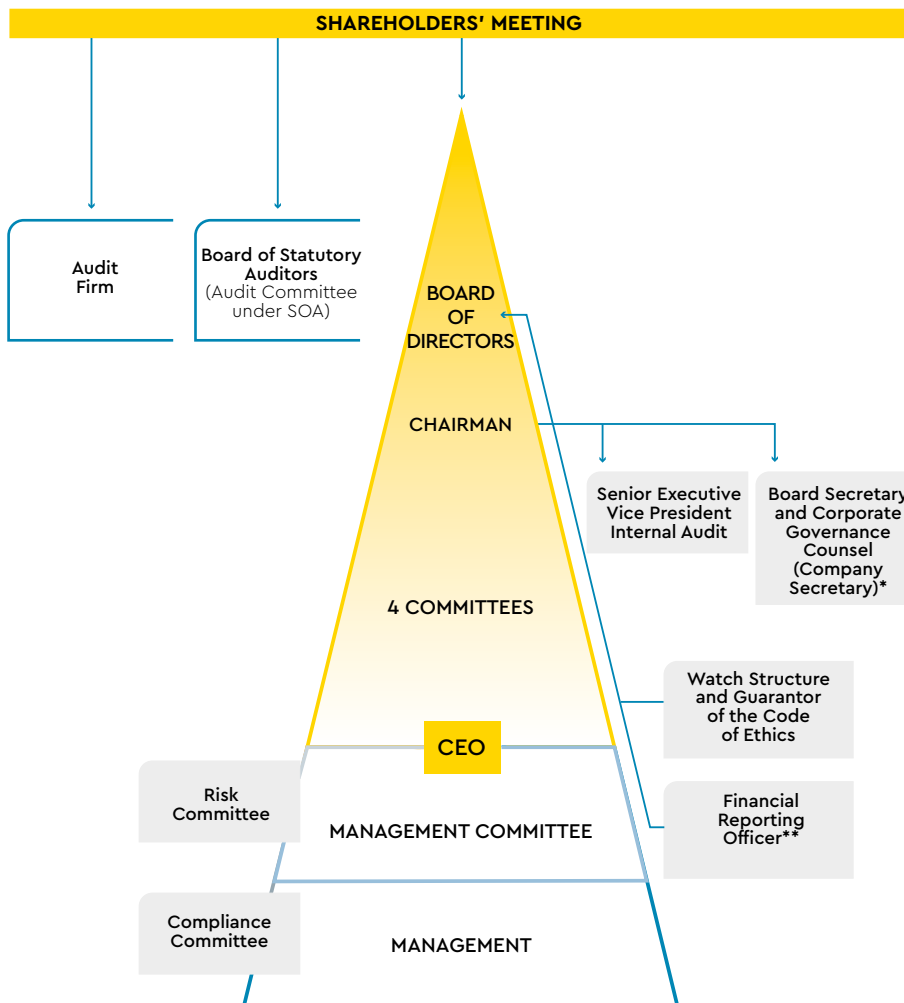 SHAREHOLDERS' MEETING
Audit
Firm
Board of Statutory
Auditors
(Audit Committee
under SOA)
BOARD
OF
DIRECTORS
CHAIRMAN
Senior Executive
Vice President
Internal Audit
Board Secretary
and Corporate
Governance
Counsel
(Company
Secretary)*
4 COMMITTEES
Watch Structure
and Guarantor
of the Code
of Ethics
CEO
Risk
Committee
MANAGEMENT COMMITTEE
Financial
Reporting
Officer**
Compliance
Committee
MANAGEMENT